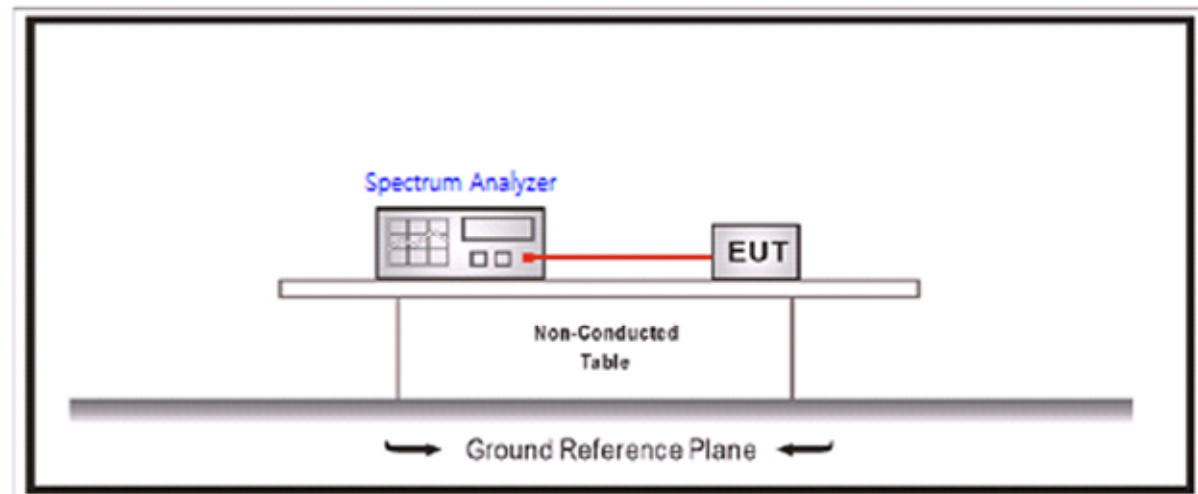 Spectrum Analyzer
EUT
Non-Conducted
Table
Ground Reference Plane